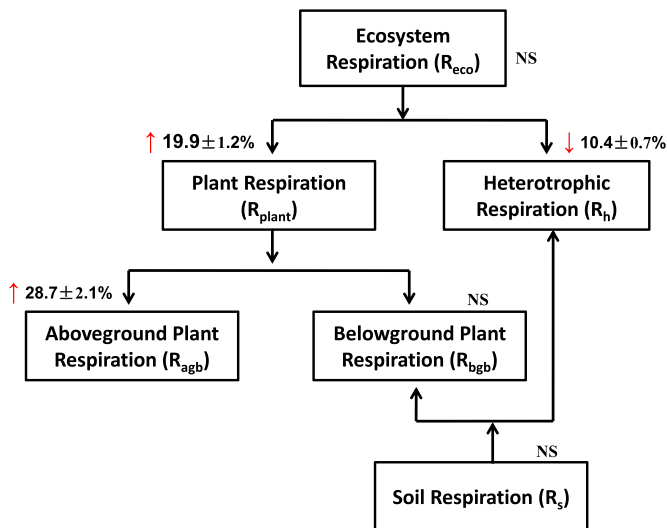 Ecosystem
Respiration (Reco)
NS
↑ 19.9±1.2%
↓ 10.4±0.7%
Plant Respiration
(Rplant)
Heterotrophic
Respiration (Rh)
↑ 28.7±2.1%
NS
Aboveground Plant
Respiration (Ragb)
Belowground Plant
Respiration (Rbgb)
NS
Soil Respiration (Rs)